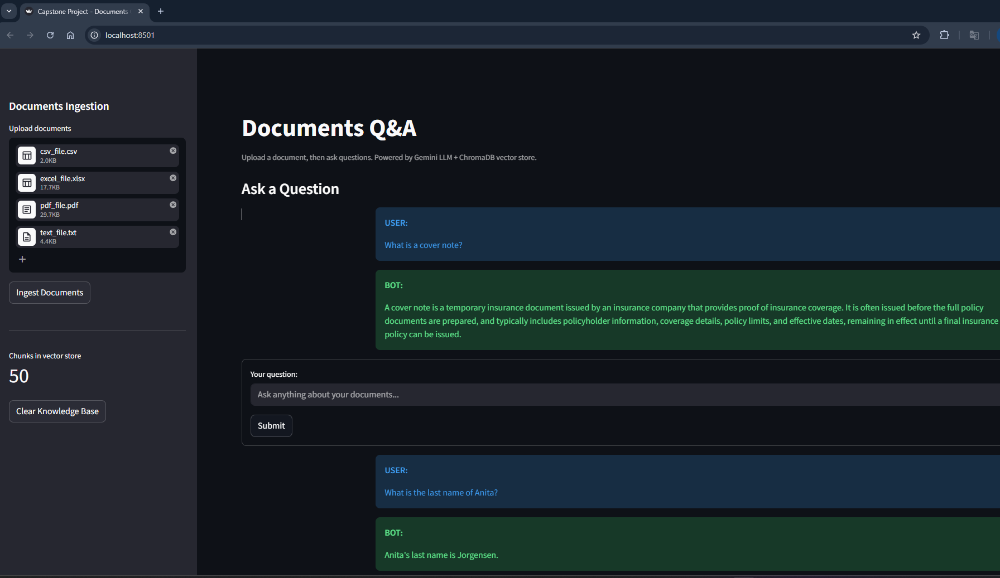 Capstone Project - Documents
localhost:8501
Documents Ingestion
Upload documents
csv_file.csv
2.0KB
excel_file.xlsx
17.7KB
pdf_file.pdf
29.7KB
text_file.txt
4.4KB
Ingest Documents
Chunks in vector store
50
Clear Knowledge Base
Documents Q&A
Upload a document, then ask questions. Powered by Gemini LLM + ChromaDB vector store.
Ask a Question
USER:
What is a cover note?
BOT:
A cover note is a temporary insurance document issued by an insurance company that provides proof of insurance coverage. It is often issued before the full policy
documents are prepared, and typically includes policyholder information, coverage details, policy limits, and effective dates, remaining in effect until a final insurance
policy can be issued.
Your question:
Ask anything about your documents...
Submit
USER:
What is the last name of Anita?
BOT:
Anita's last name is Jorgensen.